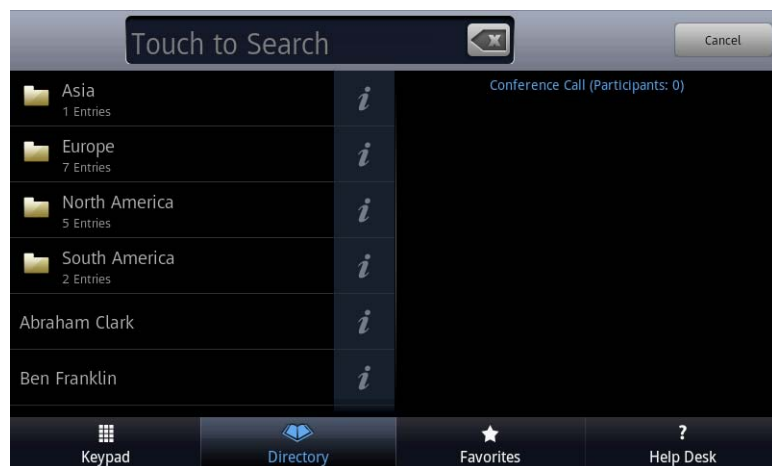 Touch to Search
Cancel
Asia
1 Entries
Europe
7 Entries
North America
5 Entries
South America
2 Entries
Abraham Clark
Ben Franklin
Conference Call (Participants: 0)
Keypad
Directory
Favorites
?
Help Desk